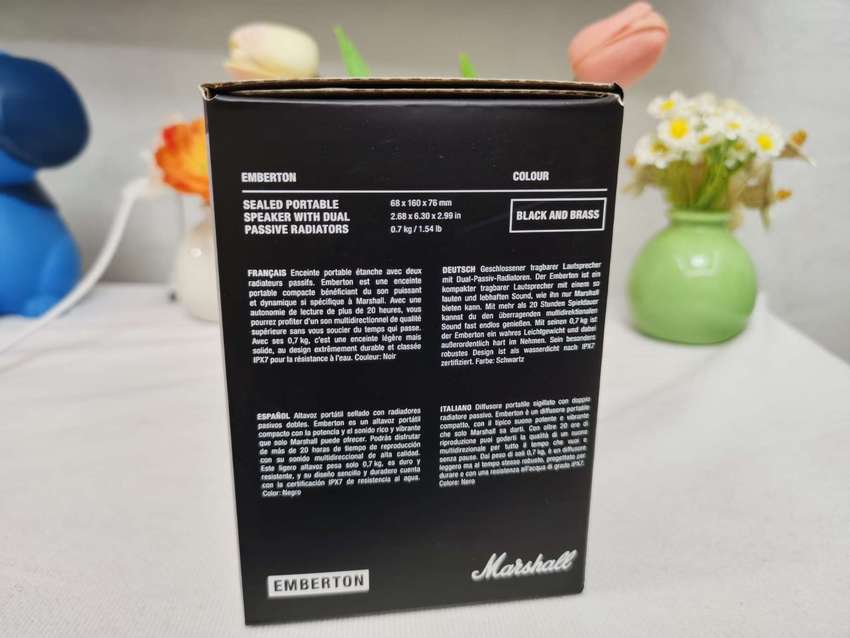 EMBERTON
COLOUR
SEALED PORTABLE
SPEAKER WITH DUAL
PASSIVE RADIATORS
68 x 160 x 76 mm
2.68 x 6.30 x 2.99 in
0.7 kg / 1.54 lb
BLACK AND BRASS
FRANÇAIS Enceinte portable étanche avec deux
radiateurs passifs. Emberton est une enceinte
portable compacte bénéficiant du son puissant
et dynamique si spécifique à Marshall. Avec une
autonomie de lecture de plus de 20 heures, vous
pourrez profiter d'un son multidirectionnel de qualité
supérieure sans vous soucier du temps qui passe.
Avec ses 0,7 kg, c'est une enceinte légère mais
solide, au design extrêmement durable et classée
IPX7 pour la résistance à l'eau. Couleur: Noir
DEUTSCH Geschlossener tragbarer Lautsprecher
mit Dual-Passiv-Radiatoren. Der Emberton ist ein
kompakter tragbarer Lautsprecher mit einem so
lauten und lebhaften Sound, wie ihn nur Marshall
bieten kann. Mit mehr als 20 Stunden Spieldauer
kannst du den überragenden multidirektionalen
Sound fast endlos genießen. Mit seinen 0,7 kg ist
der Emberton ein wahres Leichtgewicht und dabei
außerordentlich hart im Nehmen. Sein besonders
robustes Design ist als wasserdicht nach IPX7
zertifiziert. Farbe: Schwartz
ESPAÑOL Altavoz portátil sellado con radiadores
pasivos dobles. Emberton es un altavoz portátil
compacto con la potencia y el sonido rico y vibrante
que solo Marshall puede ofrecer. Podrás disfrutar
de más de 20 horas de tiempo de reproducción
con su sonido multidireccional de alta calidad.
Este ligero altavoz pesa solo 0,7 kg, es duro y
resistente, y su diseño sencillo y duradero cuenta
con la certificación IPX7 de resistencia al agua.
Color: Negro
ITALIANO Diffusore portatile sigillato con doppio
radiatore passivo. Emberton è un diffusore portatile
compatto, con il tipico suono potente e vibrante
che solo Marshall sa darti. Con oltre 20 ore di
riproduzione puoi goderti la qualità di un suono
multidirezionale per tutto il tempo che vuoi e
senza pause. Dal peso di soli 0,7 kg, è un diffusore
leggero ma al tempo stesso robusto, progettato per
durare e con una resistenza all'acqua di grado IPX7.
Colore: Nero
EMBERTON
Marshall